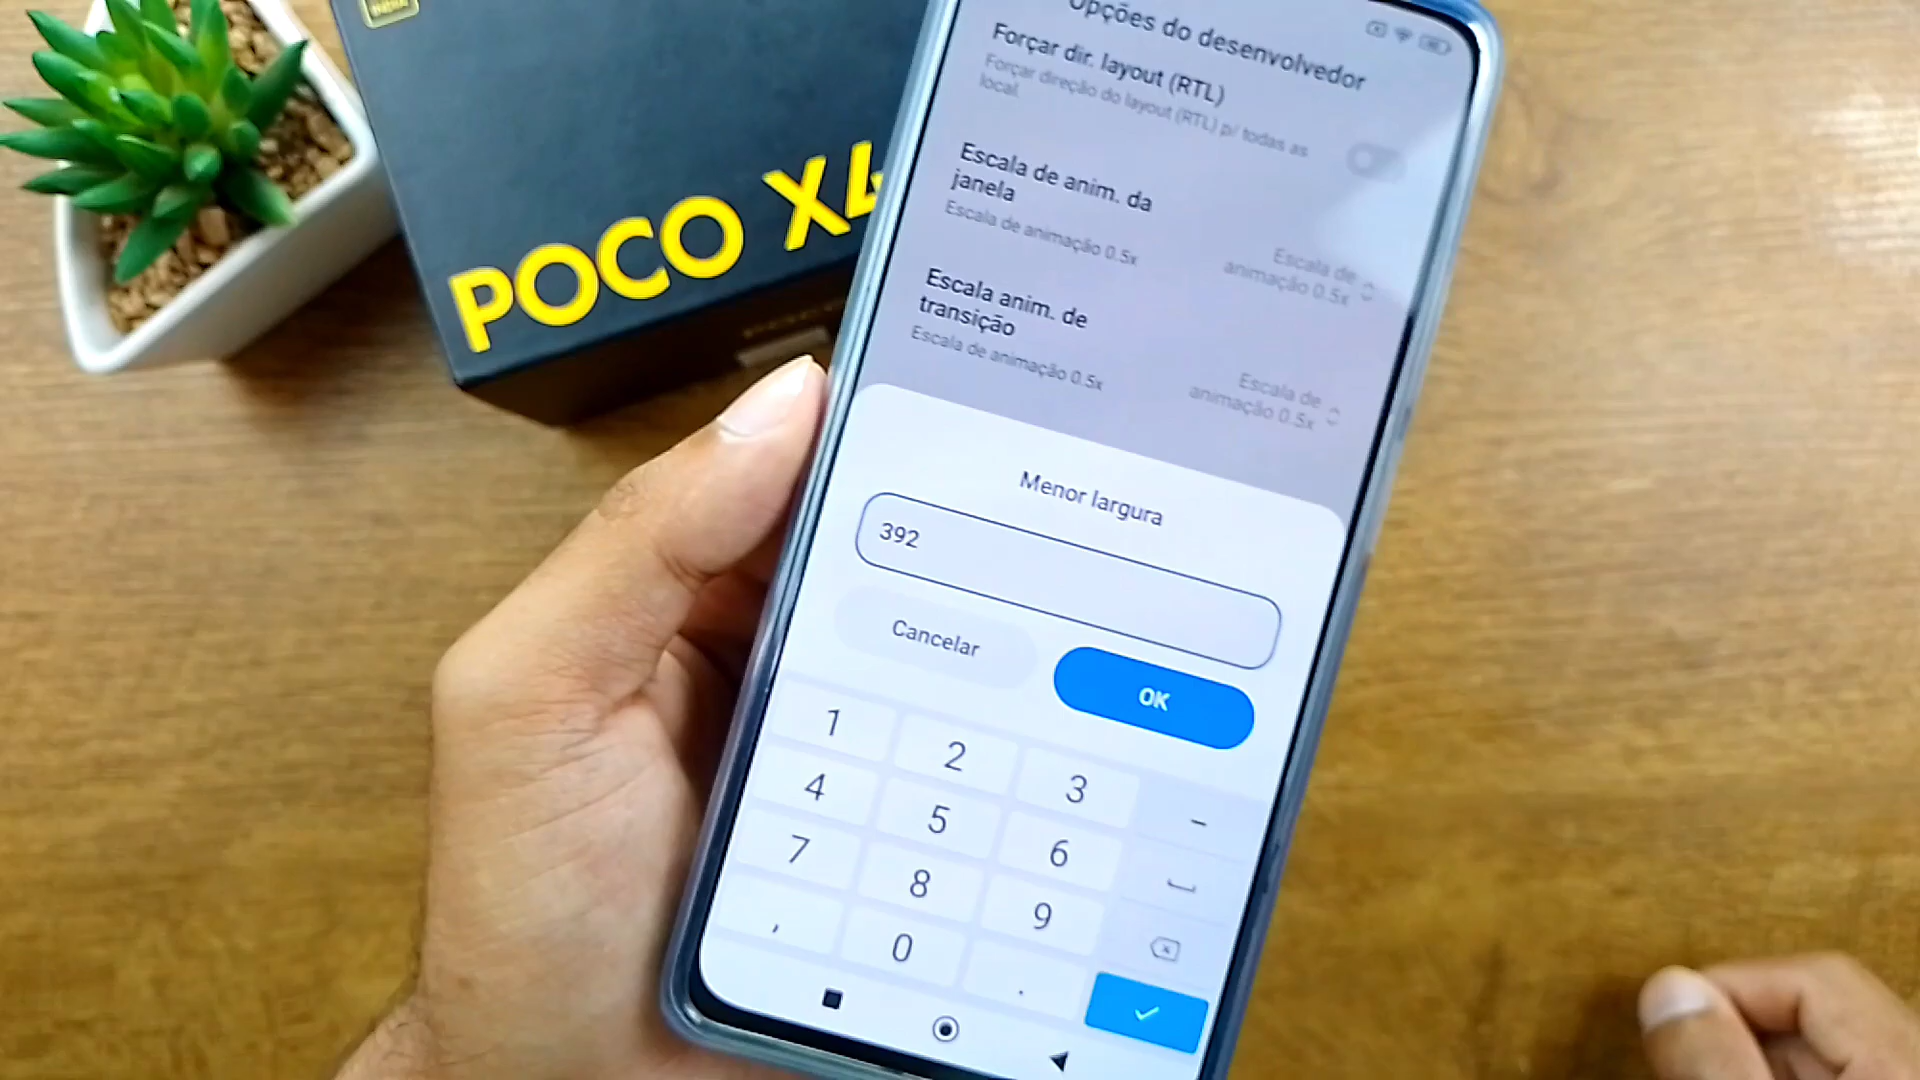 POCO X4
Opções do desenvolvedor
Forçar dir. layout (RTL)
Forçar direção do layout (RTL) p/ todas as
local.
Escala de anim. da
janela
Escala de animação 0.5x
Escala de
animação 0.5x
Escala anim. de
transição
Escala de animação 0.5x
Escala de
animação 0.5x
Menor largura
392
Cancelar
OK
1 2 3 -
4 5 6
7 8 9
, 0 .